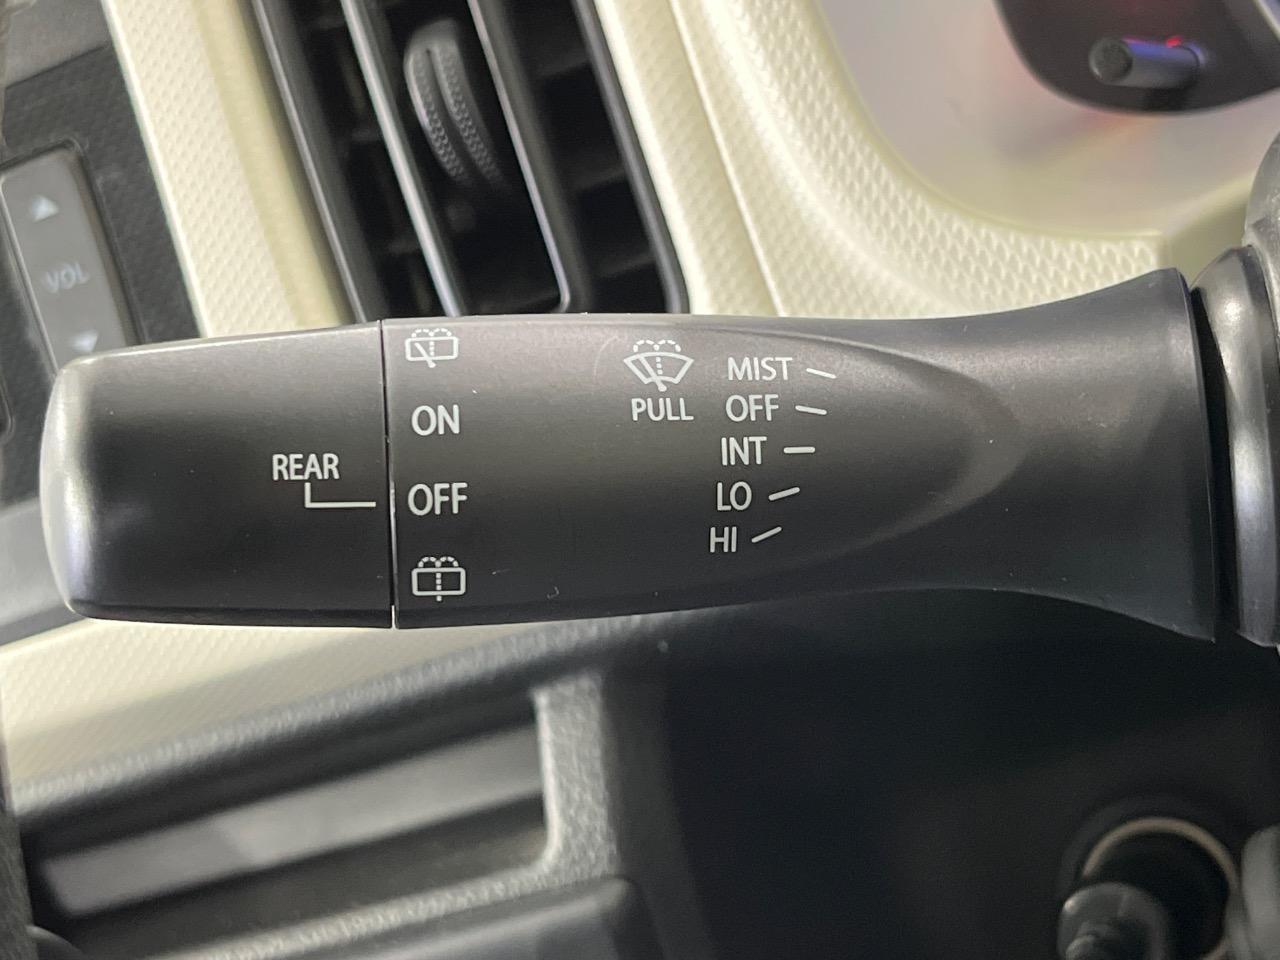 VOL
REAR
ON
OFF
PULL
MIST
OFF
INT
LO
HI